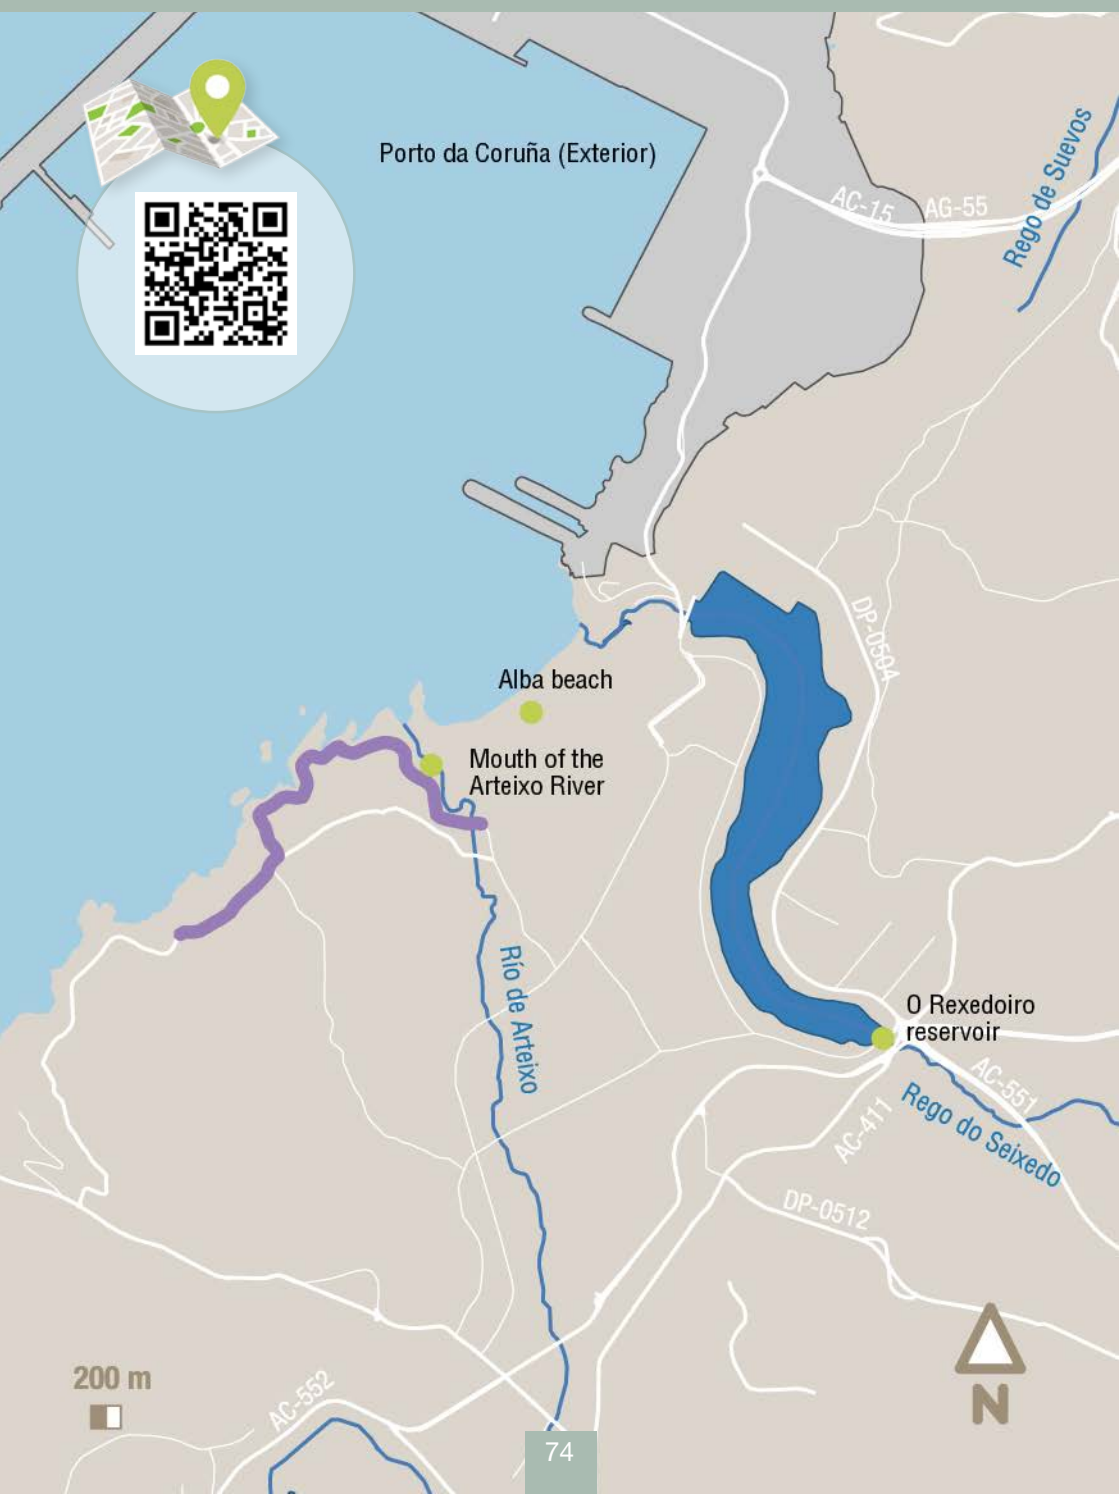 Porto da Coruña (Exterior)
Rego de Suevos
AC-15
AG-55
DP-0504
Alba beach
Mouth of the
Arteixo River
Río de Arteixo
O Rexedoiro
reservoir
AC-551
Rego do Seixedo
AC-411
DP-0512
200 m
AC-552
N
74